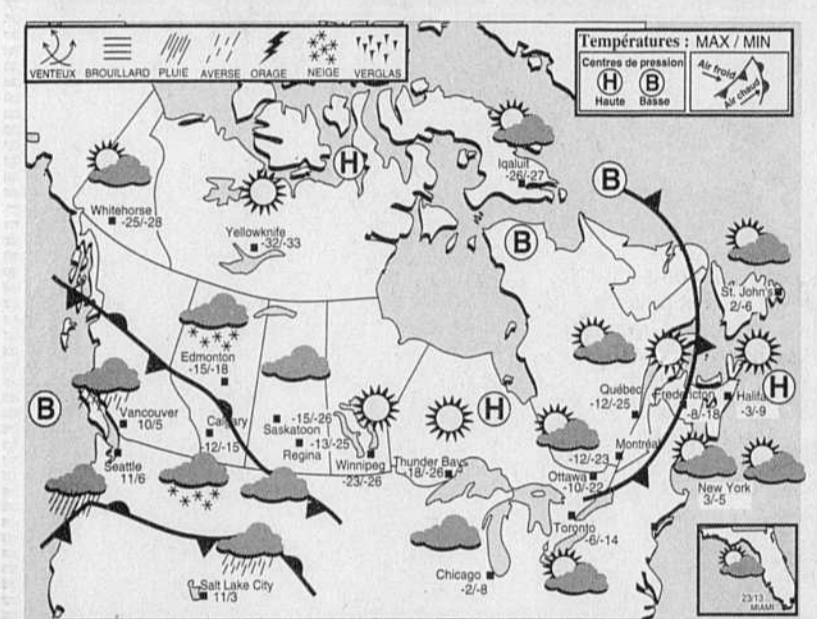 VENTEUX BROUILLARD PLUIE AVERSE ORAGE NEIGE VERGLAS
Températures : MAX / MIN
Centres de pression
H B
Haute Basse
Air froid
Air chaud
H
Iqaluit
-26/-27
B
Whitehorse
-25/-28
Yellowknife
-32/-33
B
St. John's
2/-6
Edmonton
-15/-18
Québec
-12/-25
Fredericton
-8/-18
Halifax
-3/-9
H
B
Vancouver
10/5
Calgary
-12/-15
-15/-26
Saskatoon
-13/-25
Regina
H
Winnipeg
-23/-26
Thunder Bay
-18/-26
-12/-23
Montréal
Ottawa
-10/-22
Seattle
11/6
New York
3/-5
Toronto
-6/-14
Salt Lake City
11/3
Chicago
-2/-8
B
23/13
MIAMI